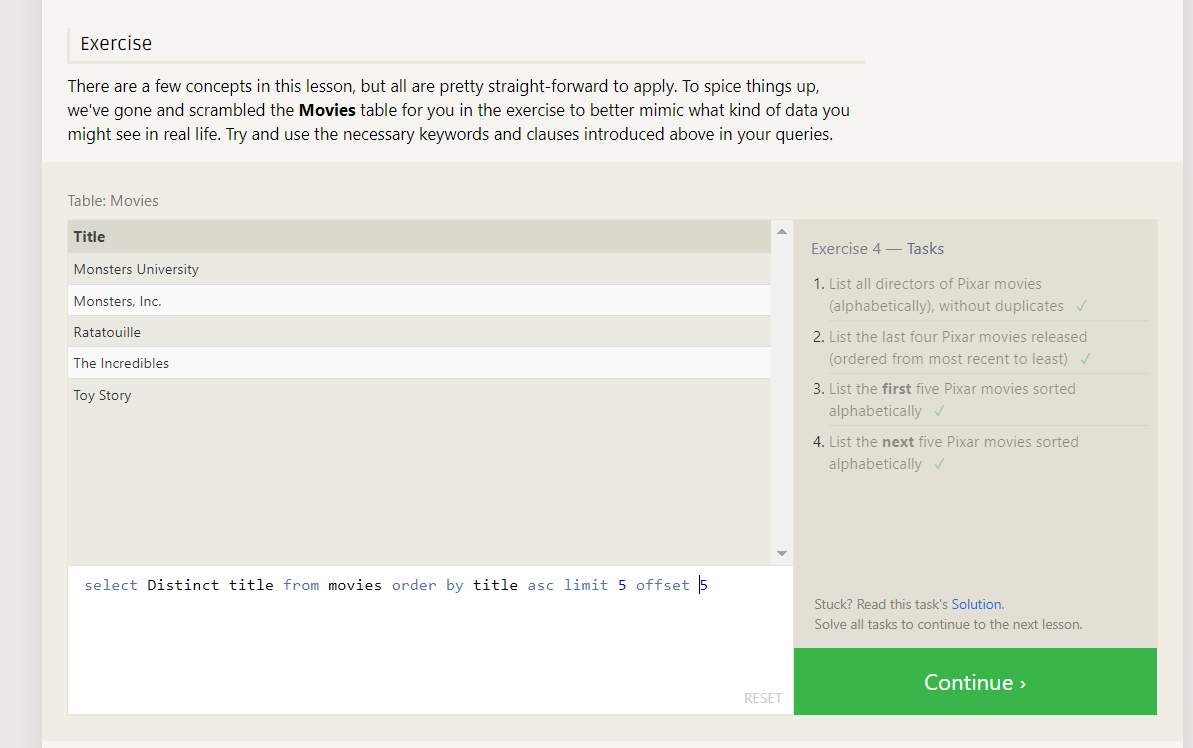 Exercise
There are a few concepts in this lesson, but all are pretty straight-forward to apply. To spice things up,
we've gone and scrambled the Movies table for you in the exercise to better mimic what kind of data you
might see in real life. Try and use the necessary keywords and clauses introduced above in your queries.
Table: Movies
Title
Monsters University
Monsters, Inc.
Ratatouille
The Incredibles
Toy Story
select Distinct title from movies order by title asc limit 5 offset 5
RESET
Exercise 4 — Tasks
1. List all directors of Pixar movies
(alphabetically), without duplicates ✓
2. List the last four Pixar movies released
(ordered from most recent to least) ✓
3. List the first five Pixar movies sorted
alphabetically ✓
4. List the next five Pixar movies sorted
alphabetically ✓
Stuck? Read this task's Solution.
Solve all tasks to continue to the next lesson.
Continue ›